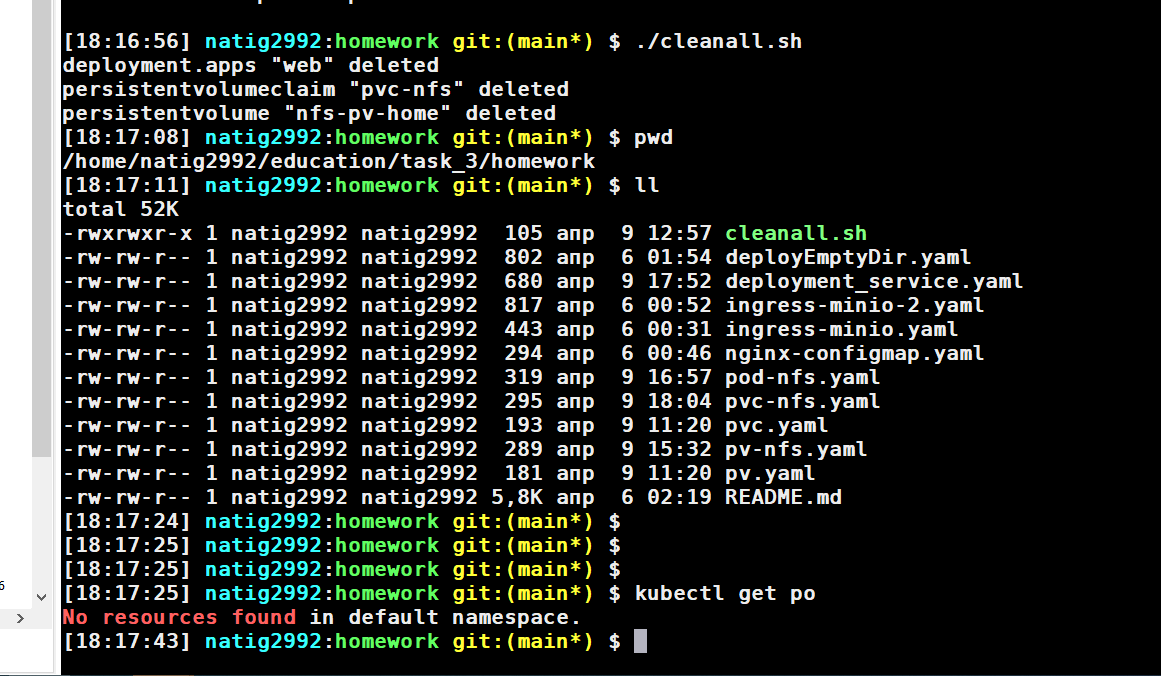 [18:16:56] natig2992:homework git:(main*) $ ./cleanall.sh
deployment.apps "web" deleted
persistentvolumeclaim "pvc-nfs" deleted
persistentvolume "nfs-pv-home" deleted
[18:17:08] natig2992:homework git:(main*) $ pwd
/home/natig2992/education/task_3/homework
[18:17:11] natig2992:homework git:(main*) $ ll
total 52K
-rwxrwxr-x 1 natig2992 natig2992  105 апр  9 12:57 cleanall.sh
-rw-rw-r-- 1 natig2992 natig2992  802 апр  6 01:54 deployEmptyDir.yaml
-rw-rw-r-- 1 natig2992 natig2992  680 апр  9 17:52 deployment_service.yaml
-rw-rw-r-- 1 natig2992 natig2992  817 апр  6 00:52 ingress-minio-2.yaml
-rw-rw-r-- 1 natig2992 natig2992  443 апр  6 00:31 ingress-minio.yaml
-rw-rw-r-- 1 natig2992 natig2992  294 апр  6 00:46 nginx-configmap.yaml
-rw-rw-r-- 1 natig2992 natig2992  319 апр  9 16:57 pod-nfs.yaml
-rw-rw-r-- 1 natig2992 natig2992  295 апр  9 18:04 pvc-nfs.yaml
-rw-rw-r-- 1 natig2992 natig2992  193 апр  9 11:20 pvc.yaml
-rw-rw-r-- 1 natig2992 natig2992  289 апр  9 15:32 pv-nfs.yaml
-rw-rw-r-- 1 natig2992 natig2992  181 апр  9 11:20 pv.yaml
-rw-rw-r-- 1 natig2992 natig2992 5,8K апр  6 02:19 README.md
[18:17:24] natig2992:homework git:(main*) $
[18:17:25] natig2992:homework git:(main*) $
[18:17:25] natig2992:homework git:(main*) $
[18:17:25] natig2992:homework git:(main*) $ kubectl get po
No resources found in default namespace.
[18:17:43] natig2992:homework git:(main*) $